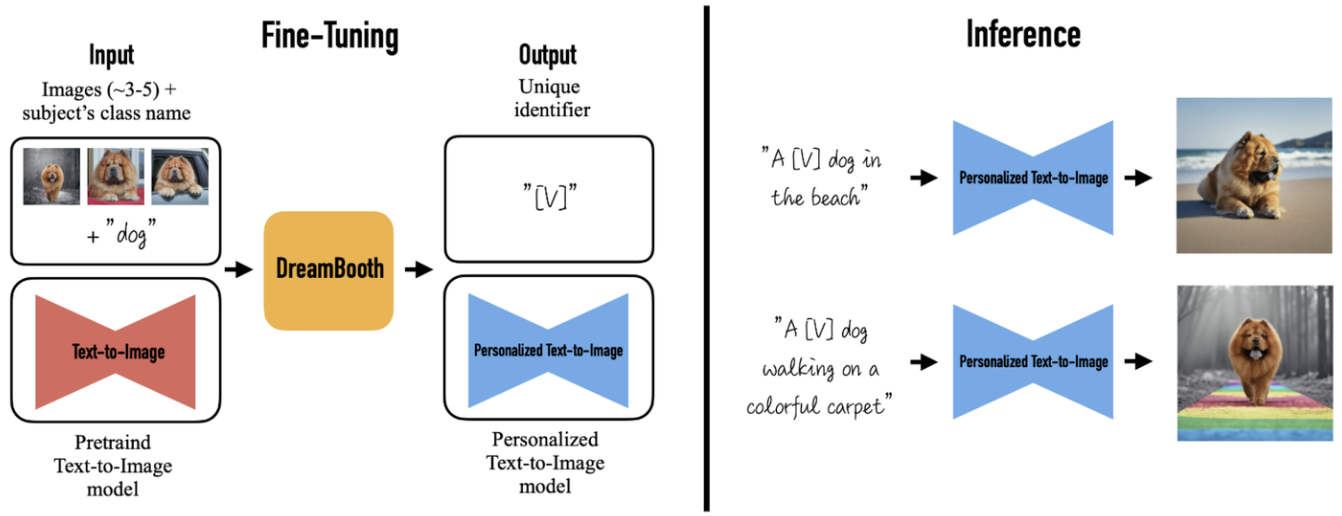 Fine-Tuning
Input
Images (~3-5) +
subject's class name
+ "dog"
Text-to-Image
Pretraind
Text-to-Image
model
DreamBooth
Output
Unique
identifier
"[V]"
Personalized Text-to-Image
Personalized
Text-to-Image
model
Inference
"A [V] dog in
the beach"
Personalized Text-to-Image
"A [V] dog
walking on a
colorful carpet"
Personalized Text-to-Image